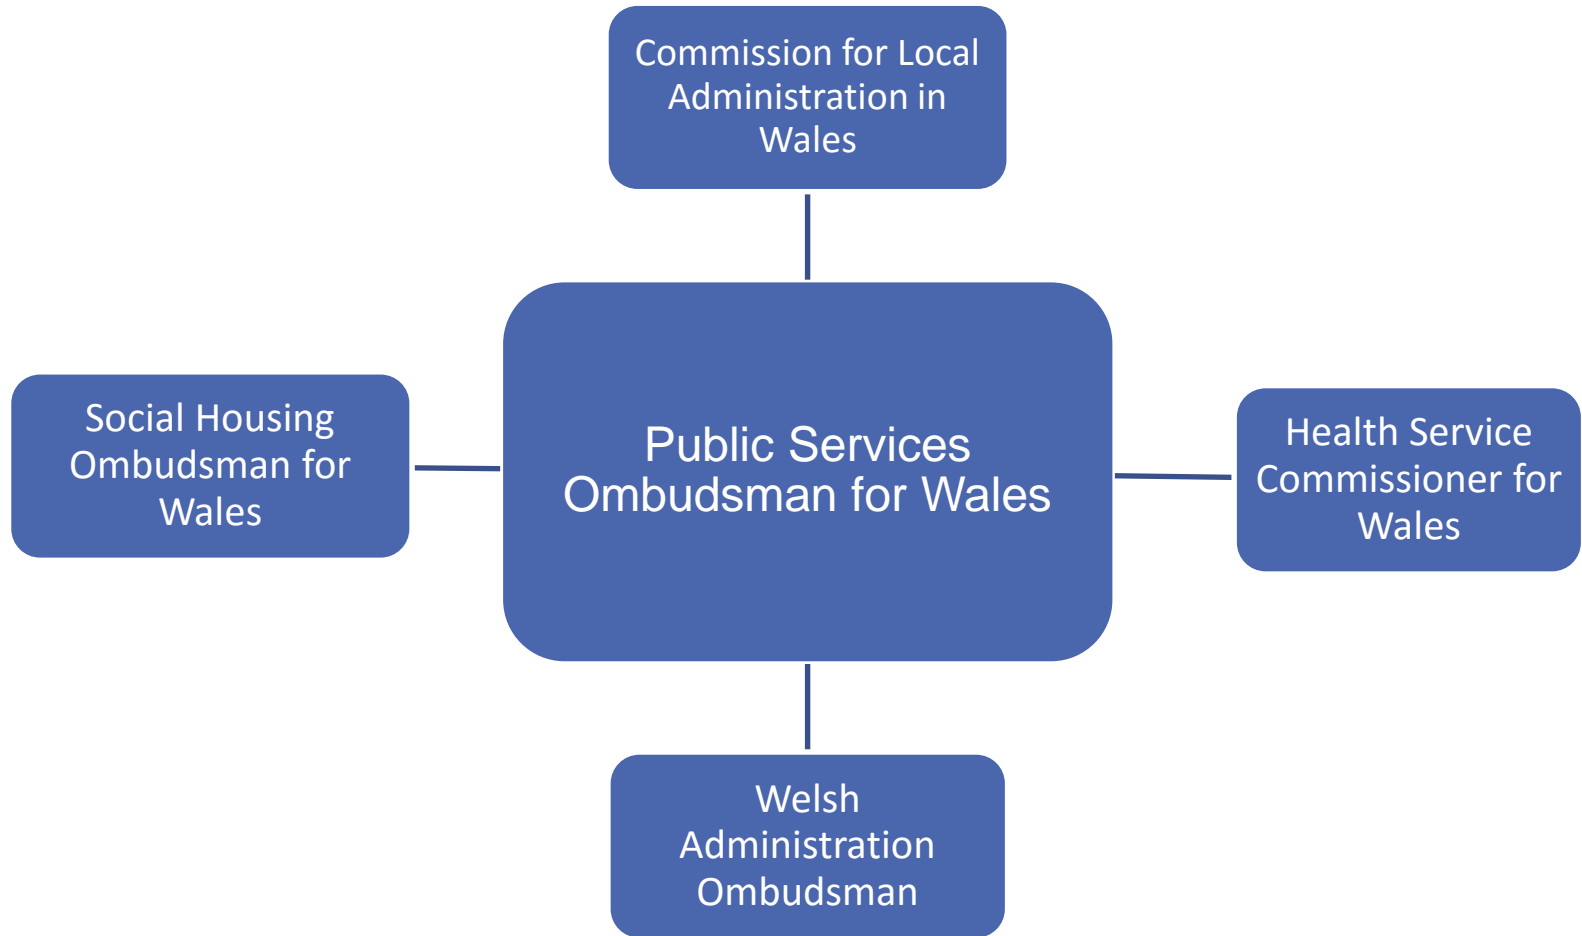 Commission for Local
Administration in
Wales
Social Housing
Ombudsman for
Wales
Public Services
Ombudsman for Wales
Health Service
Commissioner for
Wales
Welsh
Administration
Ombudsman